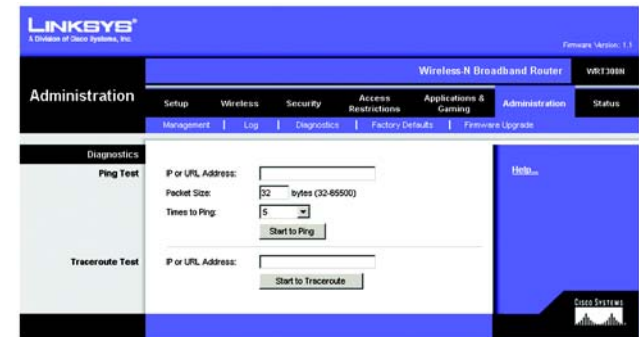 LINKSYS®
A Division of Cisco Systems, Inc.
Firmware Version: 1.1
Wireless-N Broadband Router WRT300N
Administration
Setup Wireless Security Access Restrictions Applications & Gaming Administration Status
Management | Log | Diagnostics | Factory Defaults | Firmware Upgrade
Diagnostics
Ping Test
IP or URL Address:
Packet Size: 32 bytes (32-65500)
Times to Ping: 5
Start to Ping
Help...
Traceroute Test
IP or URL Address:
Start to Traceroute
CISCO SYSTEMS